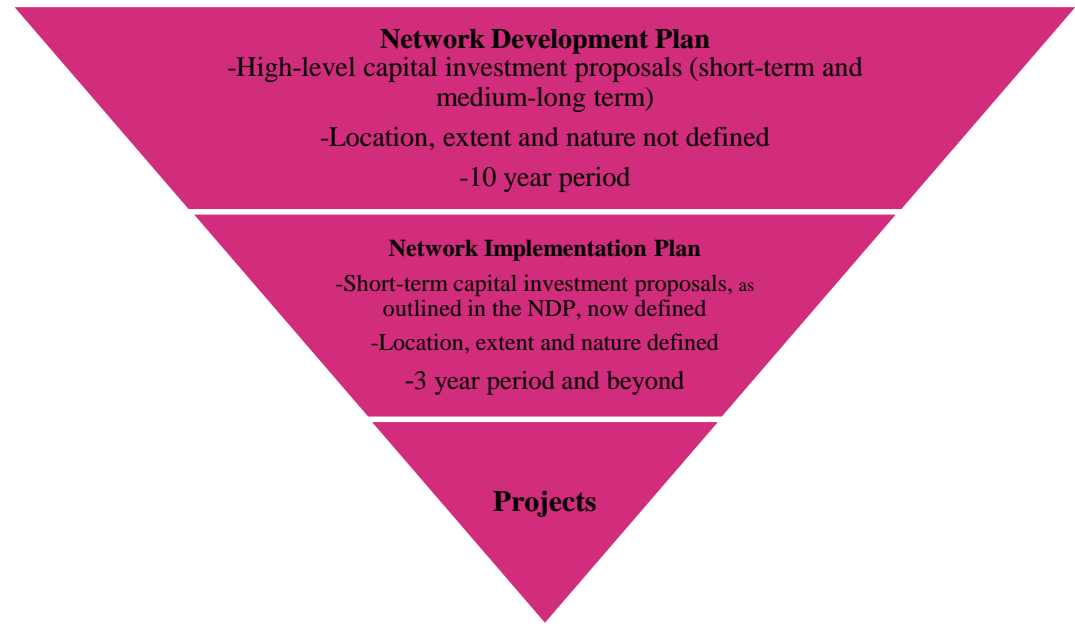 Network Development Plan
-High-level capital investment proposals (short-term and
medium-long term)
-Location, extent and nature not defined
-10 year period
Network Implementation Plan
-Short-term capital investment proposals, as
outlined in the NDP, now defined
-Location, extent and nature defined
-3 year period and beyond
Projects